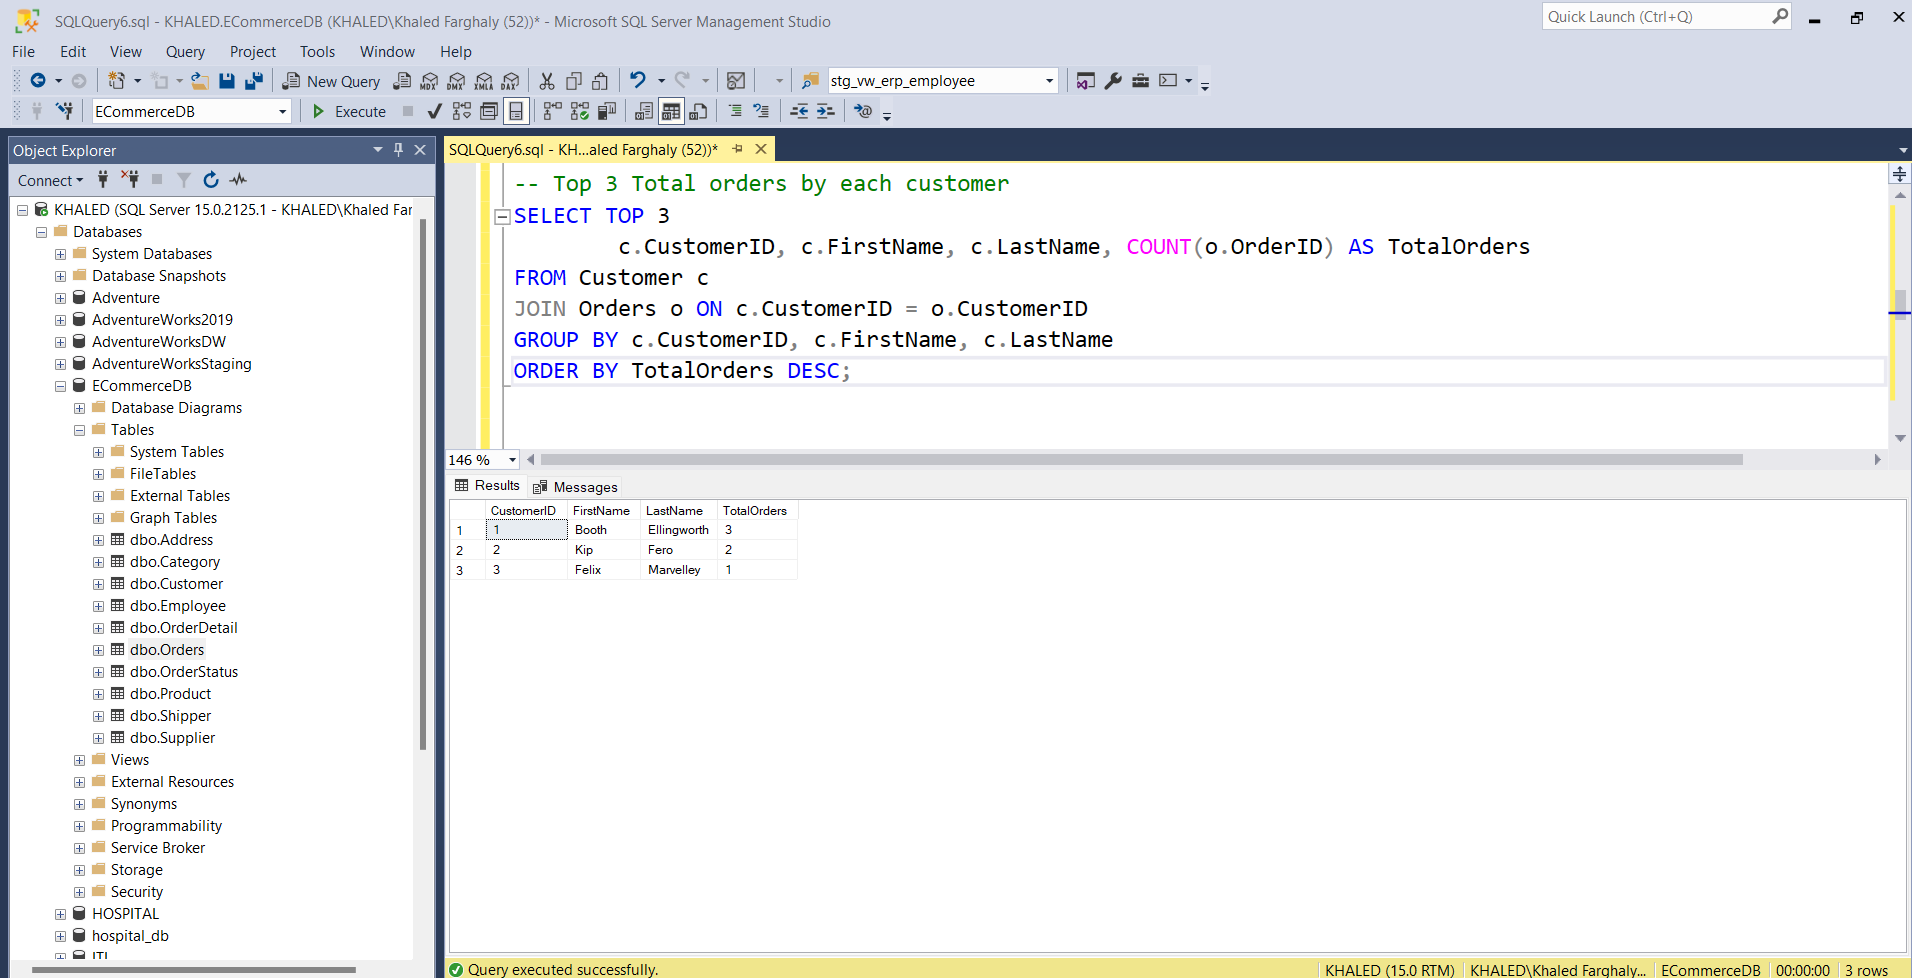 SQLQuery6.sql - KHALED.ECommerceDB (KHALED\Khaled Farghaly (52))* - Microsoft SQL Server Management Studio
Quick Launch (Ctrl+Q)
File Edit View Query Project Tools Window Help
New Query MDX DMX XMLA DAX stg_vw_erp_employee
ECommerceDB Execute
Object Explorer
Connect
KHALED (SQL Server 15.0.2125.1 - KHALED\Khaled Far
Databases
System Databases
Database Snapshots
Adventure
AdventureWorks2019
AdventureWorksDW
AdventureWorksStaging
ECommerceDB
Database Diagrams
Tables
System Tables
FileTables
External Tables
Graph Tables
dbo.Address
dbo.Category
dbo.Customer
dbo.Employee
dbo.OrderDetail
dbo.Orders
dbo.OrderStatus
dbo.Product
dbo.Shipper
dbo.Supplier
Views
External Resources
Synonyms
Programmability
Service Broker
Storage
Security
HOSPITAL
hospital_db
ITI
SQLQuery6.sql - KH...aled Farghaly (52))*
-- Top 3 Total orders by each customer
SELECT TOP 3
c.CustomerID, c.FirstName, c.LastName, COUNT(o.OrderID) AS TotalOrders
FROM Customer c
JOIN Orders o ON c.CustomerID = o.CustomerID
GROUP BY c.CustomerID, c.FirstName, c.LastName
ORDER BY TotalOrders DESC;
146 %
Results Messages
CustomerID FirstName LastName TotalOrders
1 1 Booth Ellingworth 3
2 2 Kip Fero 2
3 3 Felix Marvelley 1
Query executed successfully.
KHALED (15.0 RTM) KHALED\Khaled Farghaly... ECommerceDB 00:00:00 3 rows